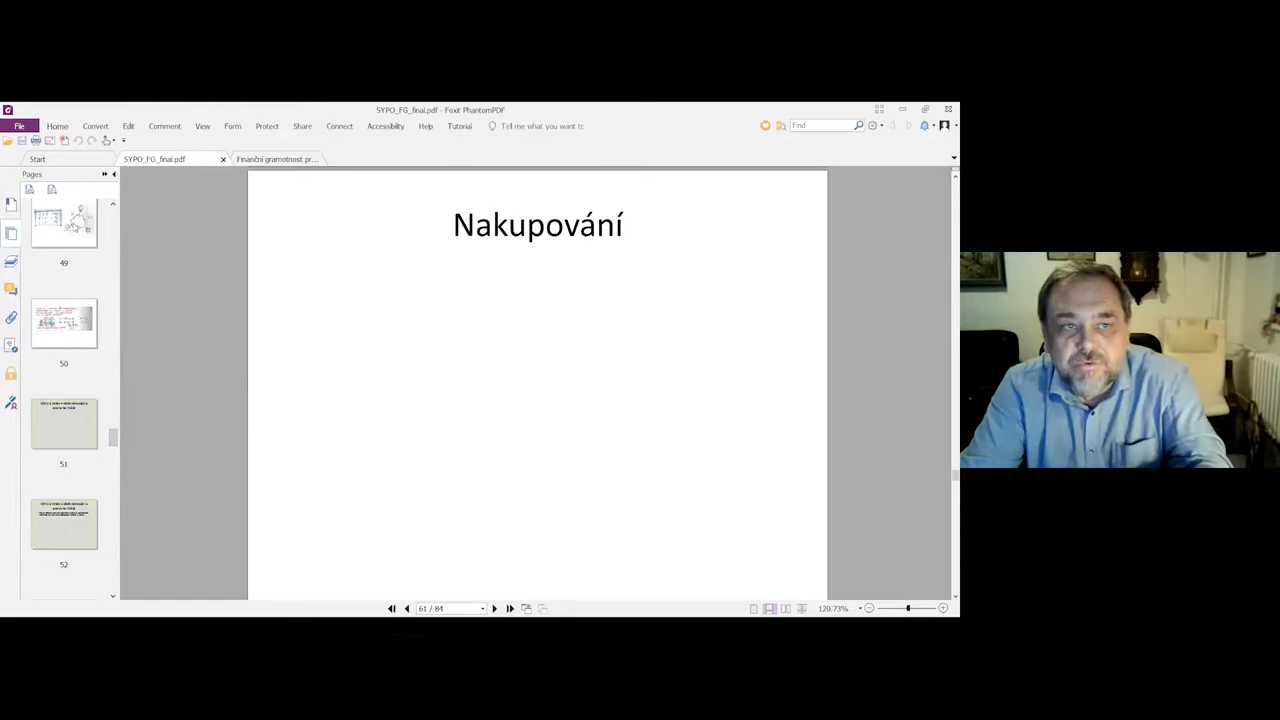 SYPO_FG_final.pdf - Foxit PhantomPDF
File Home Convert Edit Comment View Form Protect Share Connect Accessibility Help Tutorial Tell me what you want tc
Find
Start SYPO_FG_final.pdf Finanční gramotnost pr...
Pages
Nakupování
49
50
51
52
61 / 84
120.73%